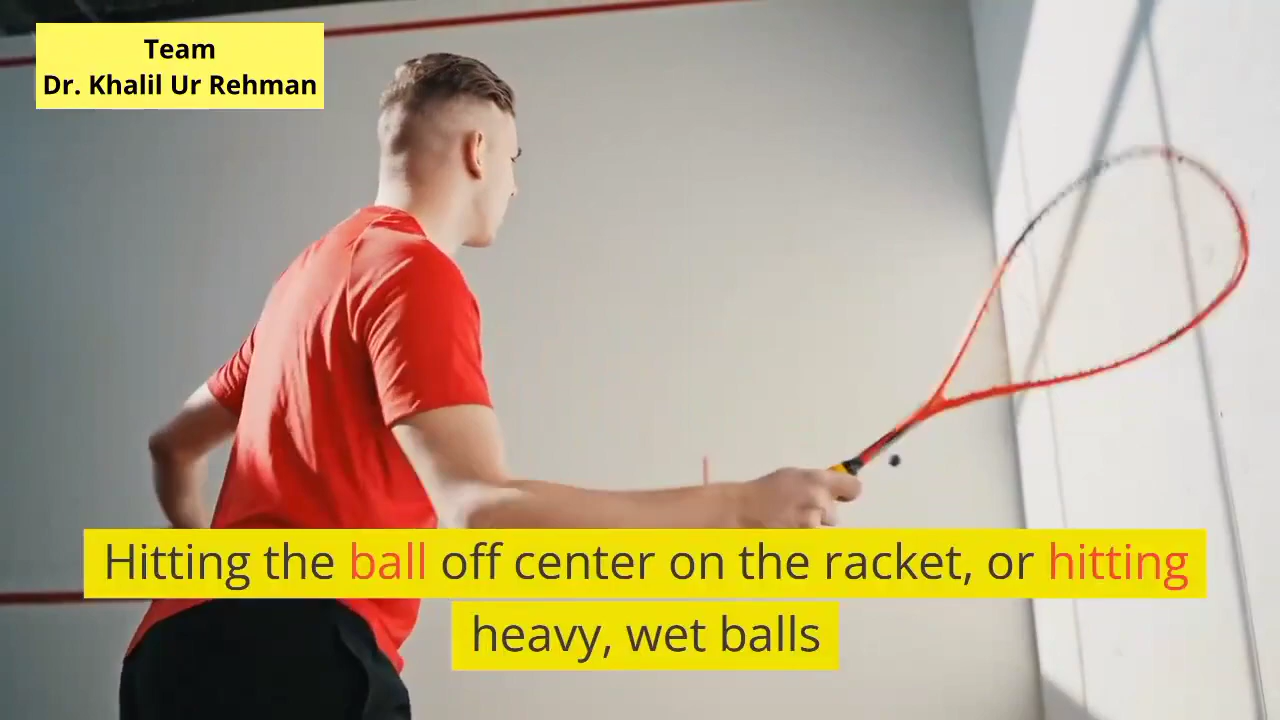 Team
Dr. Khalil Ur Rehman
Hitting the ball off center on the racket, or hitting
heavy, wet balls